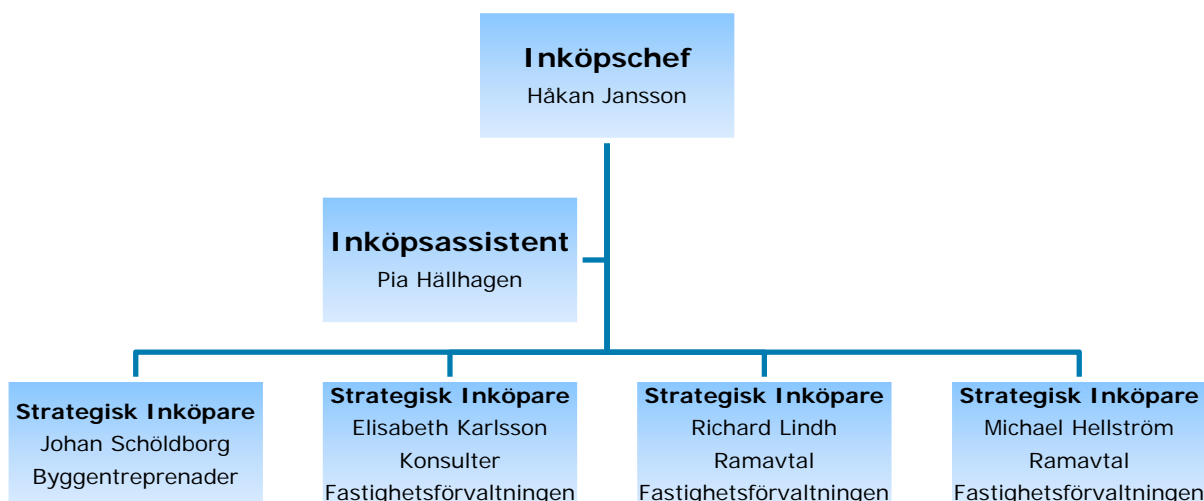 Inköpschef
Håkan Jansson
Inköpsassistent
Pia Hällhagen
Strategisk Inköpare
Johan Schöldborg
Byggentreprenader
Strategisk Inköpare
Elisabeth Karlsson
Konsulter
Fastighetsförvaltningen
Strategisk Inköpare
Richard Lindh
Ramavtal
Fastighetsförvaltningen
Strategisk Inköpare
Michael Hellström
Ramavtal
Fastighetsförvaltningen